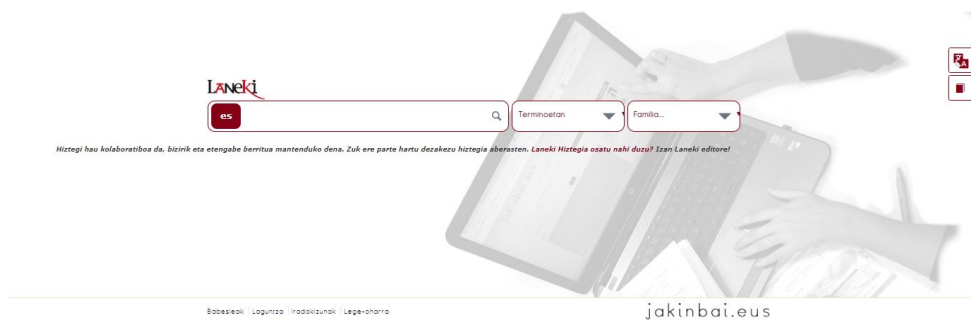 Laneki
es Terminoetan Familia...
Hiztegi hau kolaboratiboa da, bizirik eta etengabe berritua mantenduko dena. Zuk ere parte hartu dezakezu hiztegia aberasten. Laneki Hiztegia osatu nahi duzu? Izan Laneki editore!
Babesleak | Laguntza | Iradokizunak | Lege-oharra
jakinbai.eus